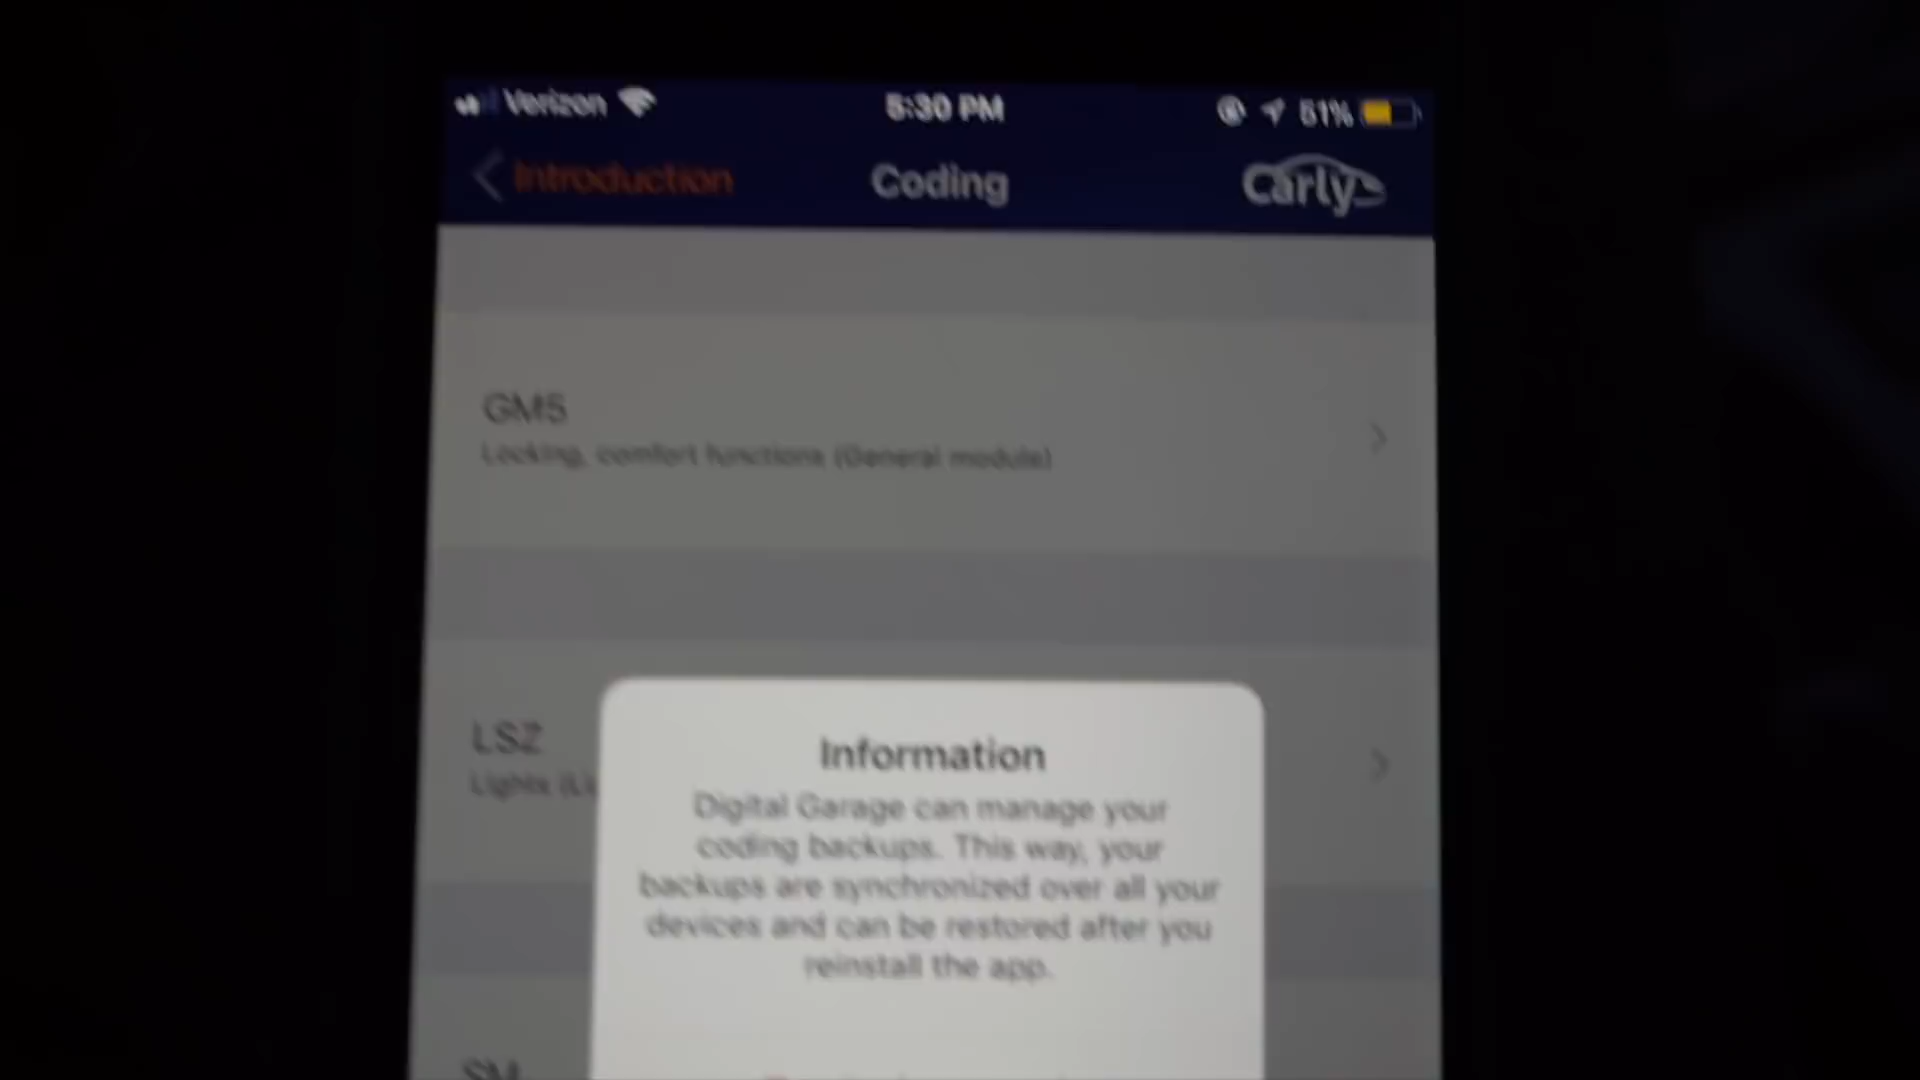 Verizon 5:30 PM 51%
Introduction Coding Carly
GM5
Locking, comfort functions (General module)
LSZ
Lights
Information
Digital Garage can manage your
coding backups. This way, your
backups are synchronized over all your
devices and can be restored after you
reinstall the app.
SM